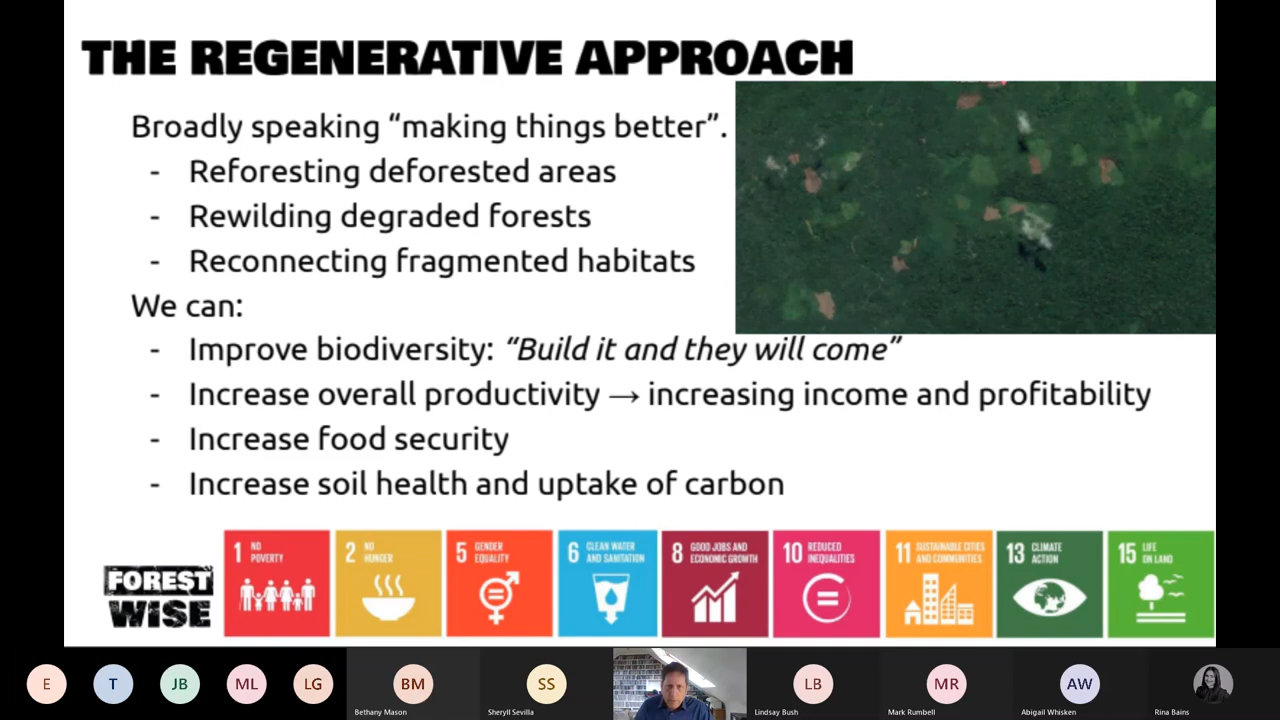 THE REGENERATIVE APPROACH
Broadly speaking “making things better”.
- Reforesting deforested areas
- Rewilding degraded forests
- Reconnecting fragmented habitats
We can:
- Improve biodiversity: “Build it and they will come”
- Increase overall productivity → increasing income and profitability
- Increase food security
- Increase soil health and uptake of carbon
FOREST
WISE
1 NO
POVERTY
2 NO
HUNGER
5 GENDER
EQUALITY
6 CLEAN WATER
AND SANITATION
8 GOOD JOBS AND
ECONOMIC GROWTH
10 REDUCED
INEQUALITIES
11 SUSTAINABLE CITIES
AND COMMUNITIES
13 CLIMATE
ACTION
15 LIFE
ON LAND
E T JB ML LG BM SS LB MR AW
Bethany Mason Sheryll Sevilla Lindsay Bush Mark Rumbell Abigail Whisken Rina Bains